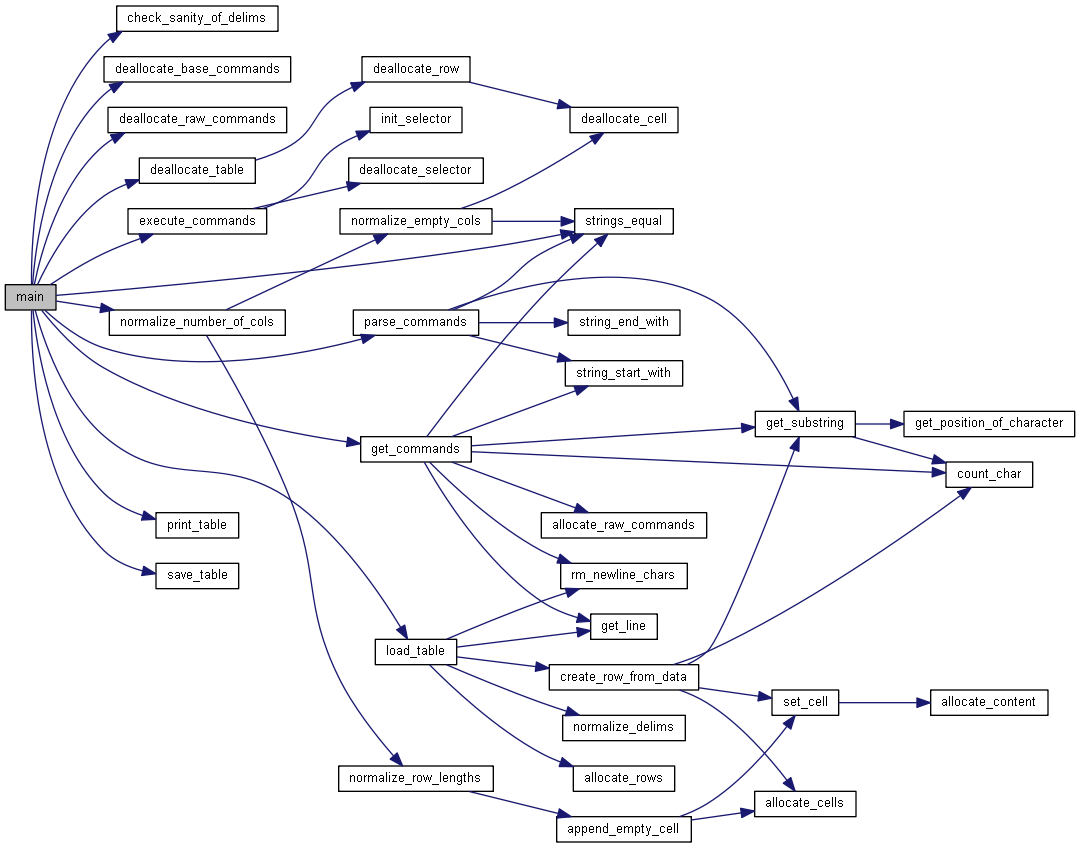 check_sanity_of_delims
deallocate_base_commands
deallocate_row
deallocate_raw_commands
init_selector
deallocate_cell
deallocate_table
deallocate_selector
execute_commands
normalize_empty_cols
strings_equal
main
normalize_number_of_cols
parse_commands
string_end_with
string_start_with
get_substring
get_position_of_character
get_commands
count_char
print_table
allocate_raw_commands
save_table
rm_newline_chars
get_line
load_table
create_row_from_data
set_cell
allocate_content
normalize_delims
normalize_row_lengths
allocate_rows
allocate_cells
append_empty_cell